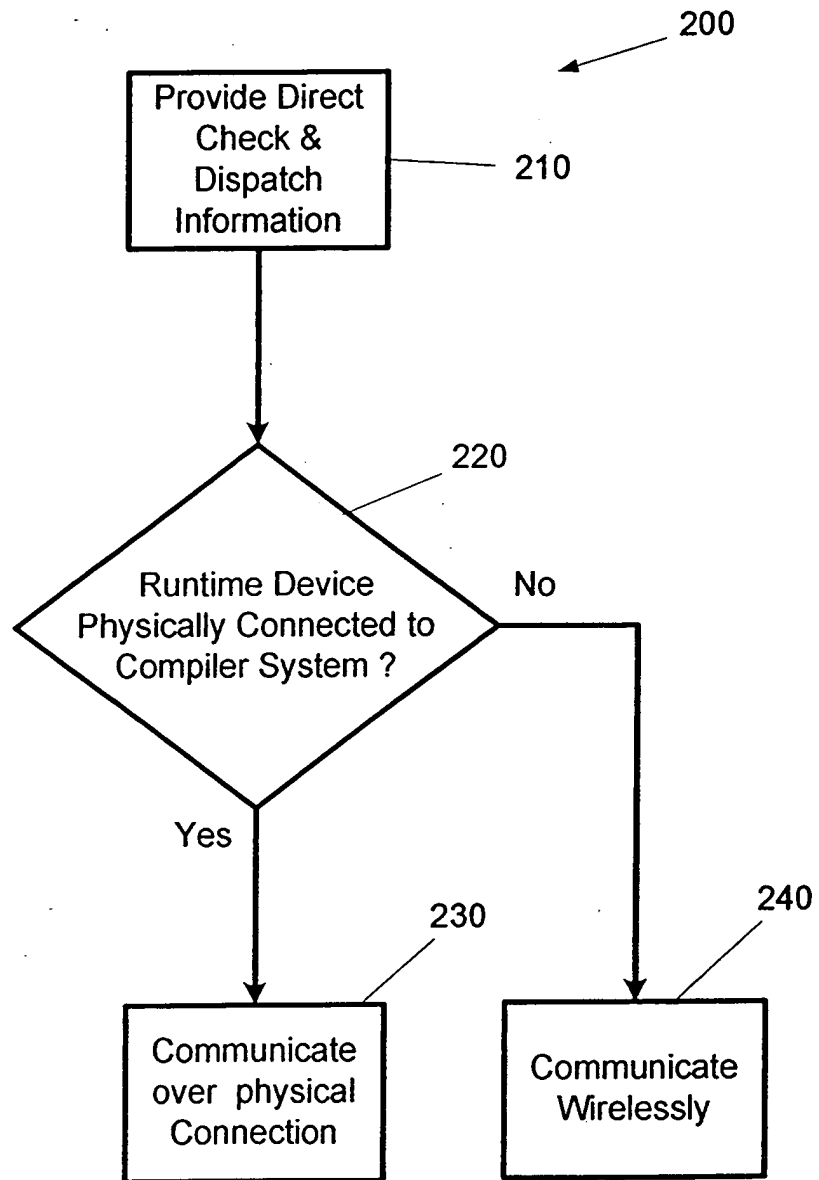 200
Provide Direct
Check &
Dispatch
Information
210
220
Runtime Device
Physically Connected to
Compiler System ?
No
Yes
230
240
Communicate
over physical
Connection
Communicate
Wirelessly